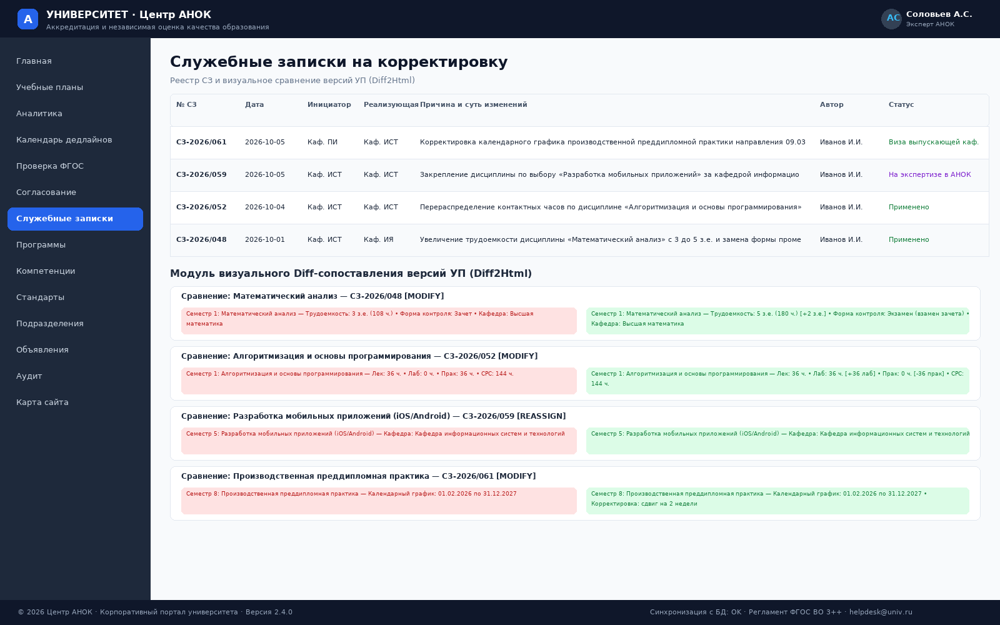 A
УНИВЕРСИТЕТ · Центр АНОК
Аккредитация и независимая оценка качества образования
АС
Соловьев А.С.
Эксперт АНОК
Главная
Учебные планы
Аналитика
Календарь дедлайнов
Проверка ФГОС
Согласование
Служебные записки
Программы
Компетенции
Стандарты
Подразделения
Объявления
Аудит
Карта сайта
Служебные записки на корректировку
Реестр СЗ и визуальное сравнение версий УП (Diff2Html)
№ СЗ Дата Инициатор Реализующая Причина и суть изменений Автор Статус
СЗ-2026/061 2026-10-05 Каф. ПИ Каф. ИСТ Корректировка календарного графика производственной преддипломной практики направления 09.03 Иванов И.И. Виза выпускающей каф.
СЗ-2026/059 2026-10-05 Каф. ИСТ Каф. ИСТ Закрепление дисциплины по выбору «Разработка мобильных приложений» за кафедрой информацио Иванов И.И. На экспертизе в АНОК
СЗ-2026/052 2026-10-04 Каф. ИСТ Каф. ИСТ Перераспределение контактных часов по дисциплине «Алгоритмизация и основы программирования» Иванов И.И. Применено
СЗ-2026/048 2026-10-01 Каф. ИСТ Каф. ИЯ Увеличение трудоемкости дисциплины «Математический анализ» с 3 до 5 з.е. и замена формы проме Иванов И.И. Применено
Модуль визуального Diff-сопоставления версий УП (Diff2Html)
Сравнение: Математический анализ — СЗ-2026/048 [MODIFY]
Семестр 1: Математический анализ — Трудоемкость: 3 з.е. (108 ч.) • Форма контроля: Зачет • Кафедра: Высшая
математика
Семестр 1: Математический анализ — Трудоемкость: 5 з.е. (180 ч.) [+2 з.е.] • Форма контроля: Экзамен (взамен зачета) •
Кафедра: Высшая математика
Сравнение: Алгоритмизация и основы программирования — СЗ-2026/052 [MODIFY]
Семестр 1: Алгоритмизация и основы программирования — Лек: 36 ч. • Лаб: 0 ч. • Прак: 36 ч. • СРС: 144 ч.
Семестр 1: Алгоритмизация и основы программирования — Лек: 36 ч. • Лаб: 36 ч. [+36 лаб] • Прак: 0 ч. [-36 прак] • СРС:
144 ч.
Сравнение: Разработка мобильных приложений (iOS/Android) — СЗ-2026/059 [REASSIGN]
Семестр 5: Разработка мобильных приложений (iOS/Android) — Кафедра: Кафедра информационных систем и технологий
Семестр 5: Разработка мобильных приложений (iOS/Android) — Кафедра: Кафедра информационных систем и технологий
Сравнение: Производственная преддипломная практика — СЗ-2026/061 [MODIFY]
Семестр 8: Производственная преддипломная практика — Календарный график: 01.02.2026 по 31.12.2027
Семестр 8: Производственная преддипломная практика — Календарный график: 01.02.2026 по 31.12.2027 •
Корректировка: сдвиг на 2 недели
© 2026 Центр АНОК · Корпоративный портал университета · Версия 2.4.0
Синхронизация с БД: OK · Регламент ФГОС ВО 3++ · helpdesk@univ.ru